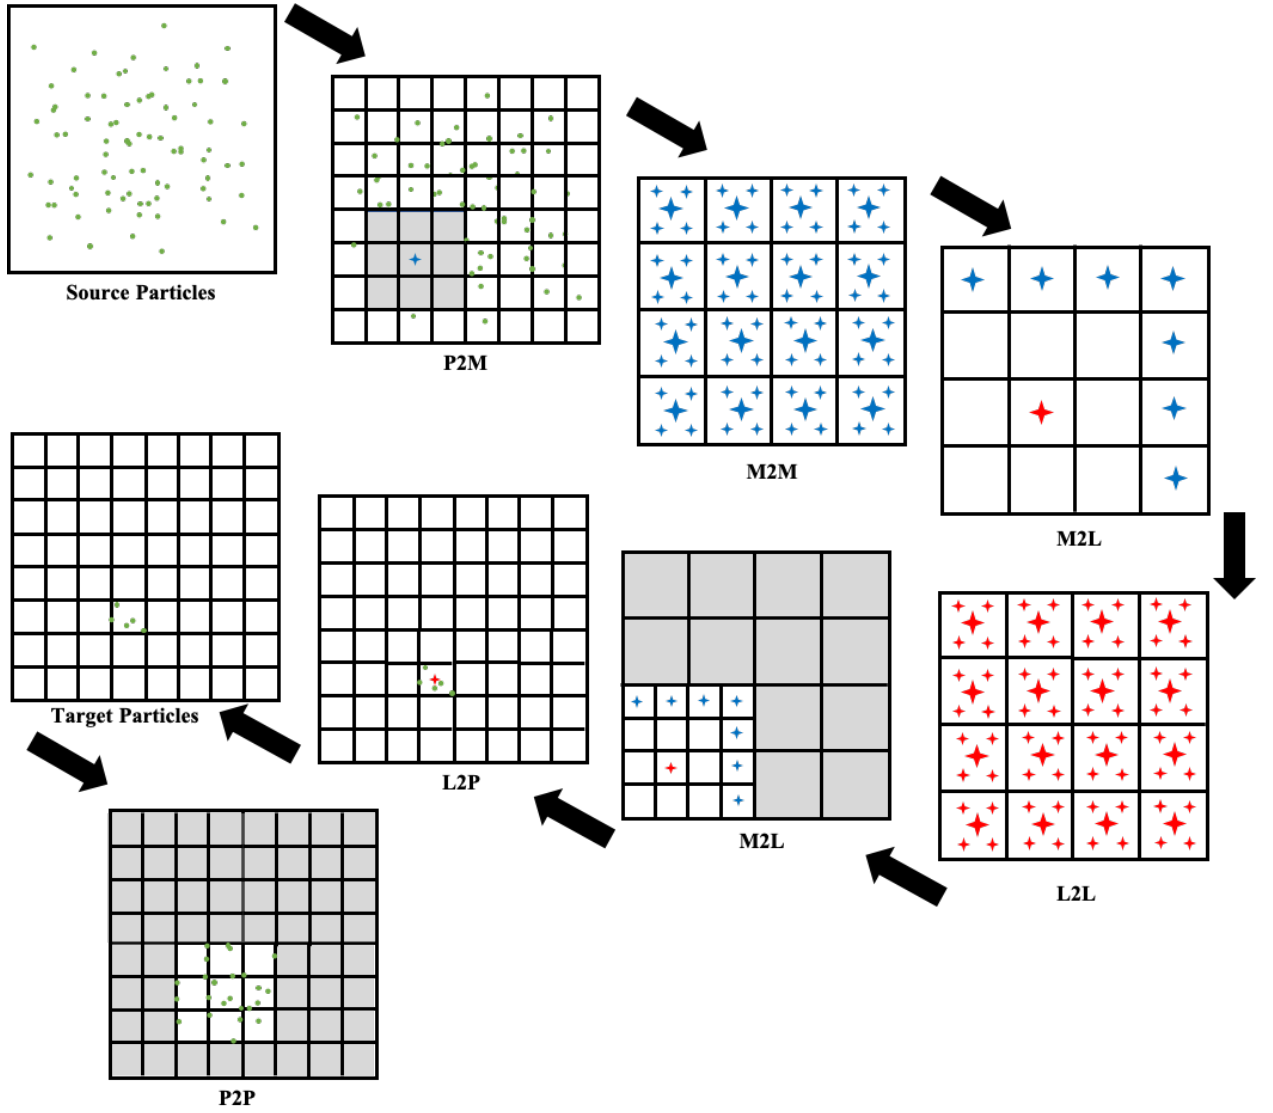 Source Particles
P2M
M2M
M2L
L2L
M2L
L2P
Target Particles
P2P